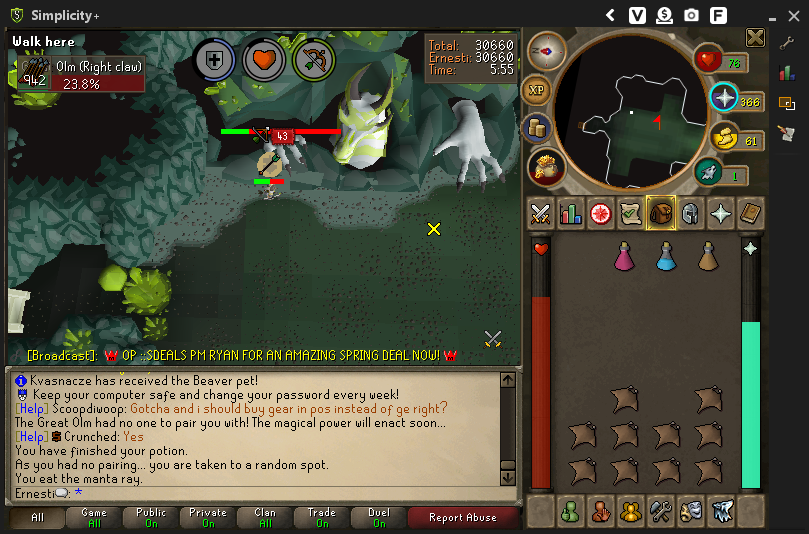 Simplicity+
Walk here
Olm (Right claw)
942
23.8%
Total: 30660
Ernesti: 30660
Time: 5:55
43
XP
76
366
61
1
[Broadcast]: OP ::SDEALS PM RYAN FOR AN AMAZING SPRING DEAL NOW!
Kvasnacze has received the Beaver pet!
Keep your computer safe and change your password every week!
[Help] Scoopdiwoop: Gotcha and i should buy gear in pos instead of ge right?
The Great Olm had no one to pair you with! The magical power will enact soon...
[Help] Crunched: Yes
You have finished your potion.
As you had no pairing... you are taken to a random spot.
You eat the manta ray.
Ernesti: *
All
Game
All
Public
On
Private
On
Clan
All
Trade
On
Duel
On
Report Abuse